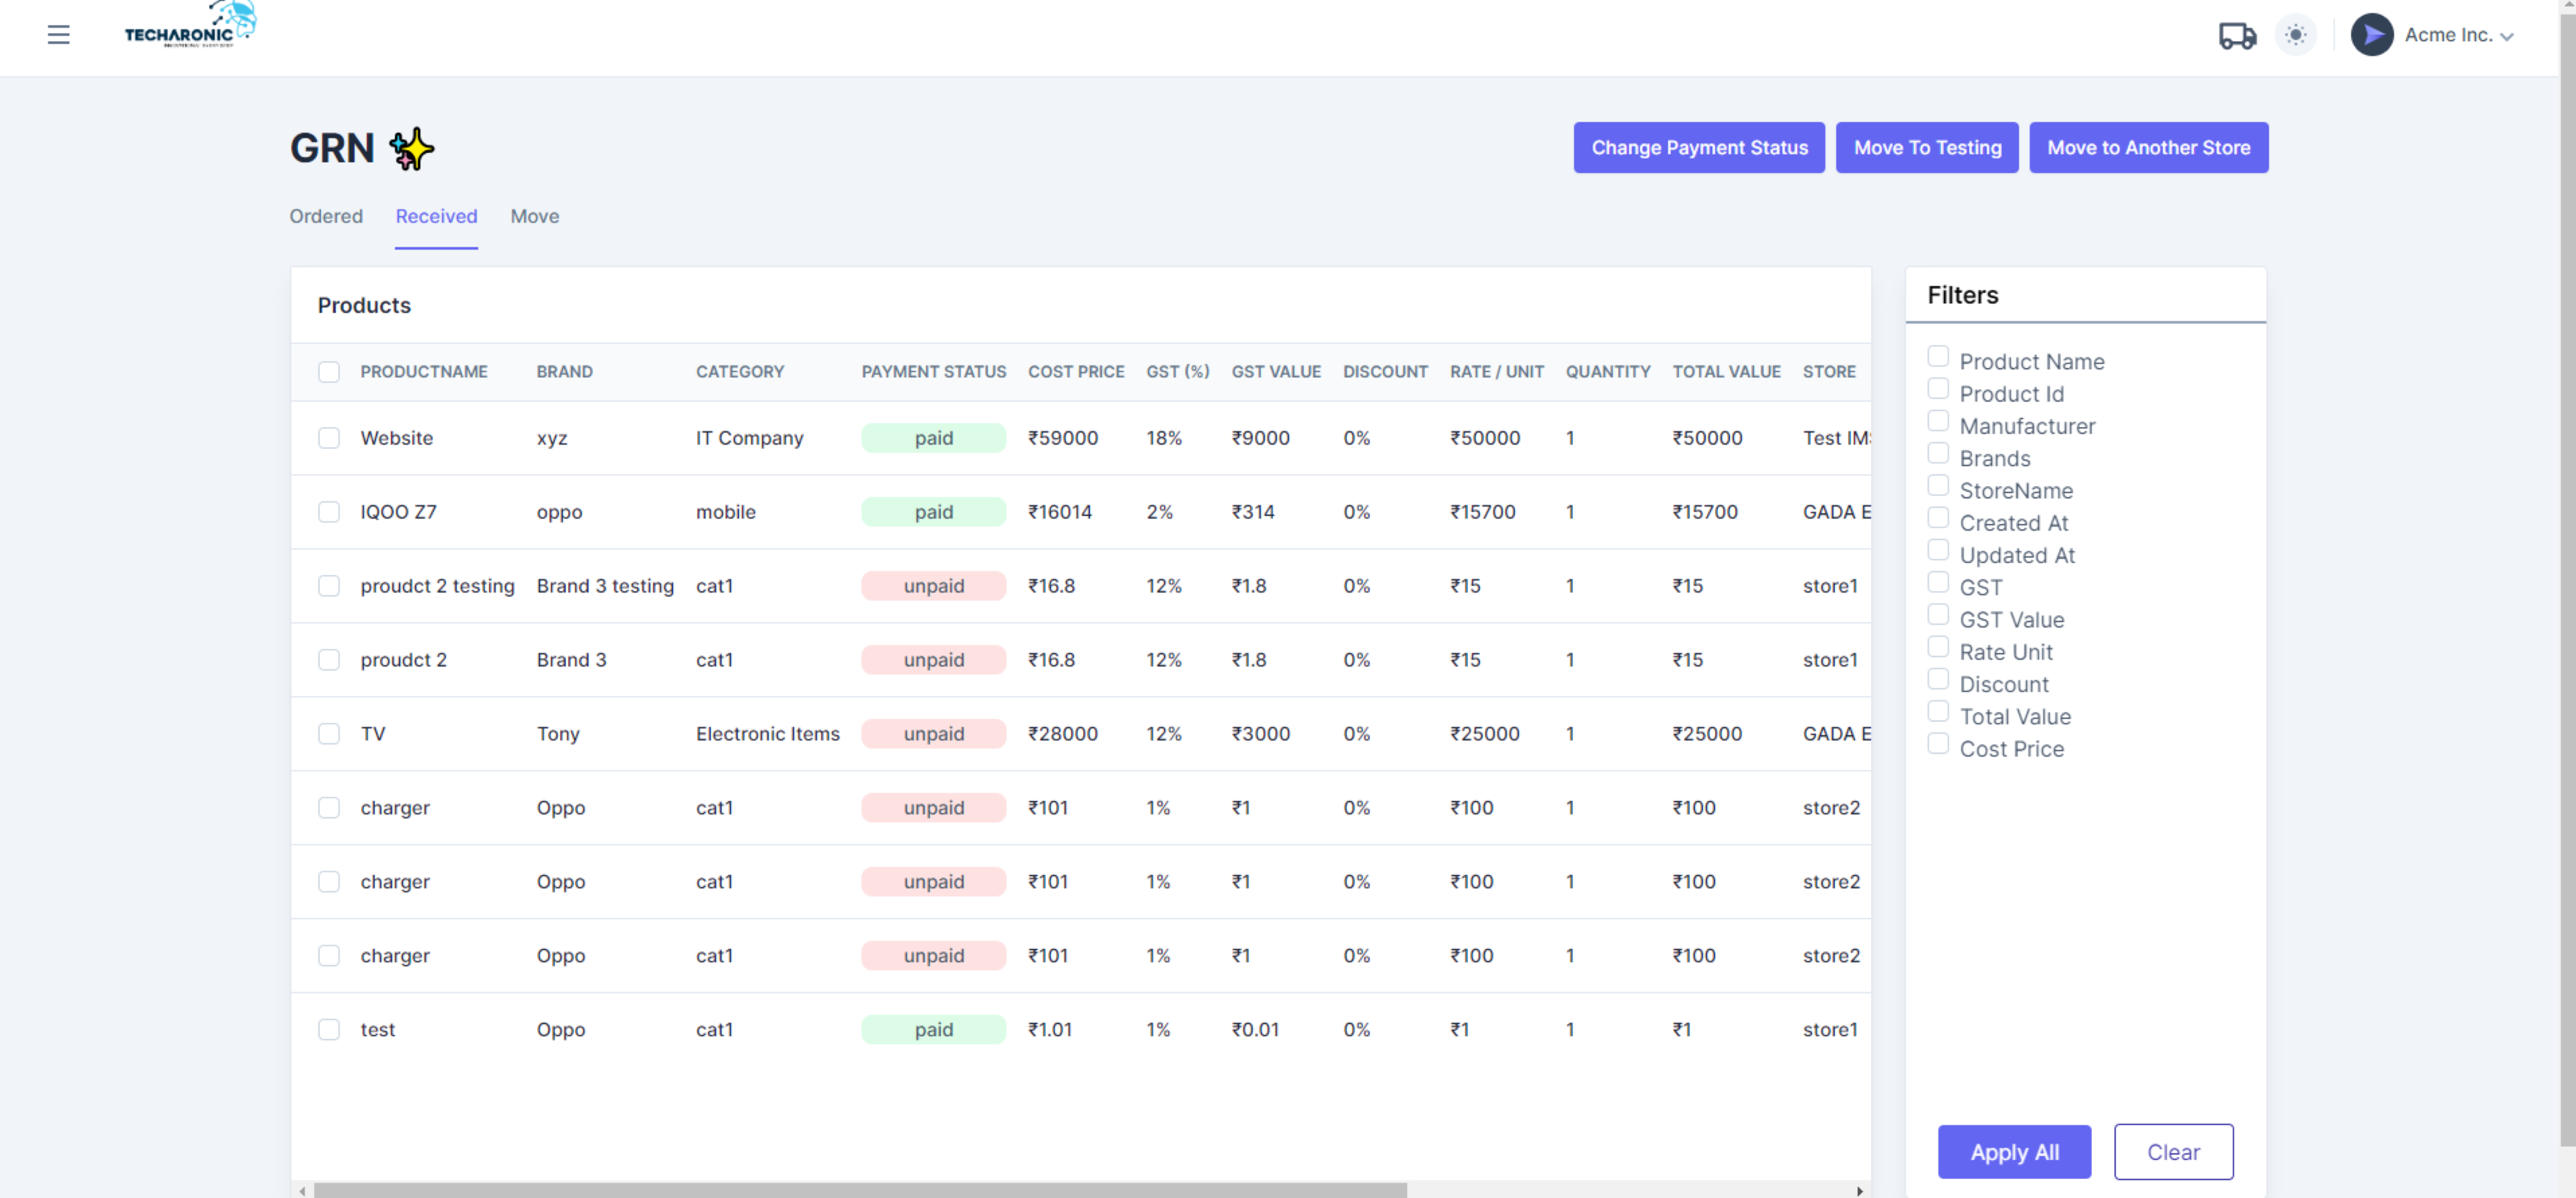 TECHARONIC
Acme Inc.
GRN
Change Payment Status Move To Testing Move to Another Store
Ordered Received Move
Products
PRODUCTNAME BRAND CATEGORY PAYMENT STATUS COST PRICE GST (%) GST VALUE DISCOUNT RATE / UNIT QUANTITY TOTAL VALUE STORE
Website xyz IT Company paid ₹59000 18% ₹9000 0% ₹50000 1 ₹50000 Test IM
IQOO Z7 oppo mobile paid ₹16014 2% ₹314 0% ₹15700 1 ₹15700 GADA E
proudct 2 testing Brand 3 testing cat1 unpaid ₹16.8 12% ₹1.8 0% ₹15 1 ₹15 store1
proudct 2 Brand 3 cat1 unpaid ₹16.8 12% ₹1.8 0% ₹15 1 ₹15 store1
TV Tony Electronic Items unpaid ₹28000 12% ₹3000 0% ₹25000 1 ₹25000 GADA E
charger Oppo cat1 unpaid ₹101 1% ₹1 0% ₹100 1 ₹100 store2
charger Oppo cat1 unpaid ₹101 1% ₹1 0% ₹100 1 ₹100 store2
charger Oppo cat1 unpaid ₹101 1% ₹1 0% ₹100 1 ₹100 store2
test Oppo cat1 paid ₹1.01 1% ₹0.01 0% ₹1 1 ₹1 store1
Filters
Product Name
Product Id
Manufacturer
Brands
StoreName
Created At
Updated At
GST
GST Value
Rate Unit
Discount
Total Value
Cost Price
Apply All Clear